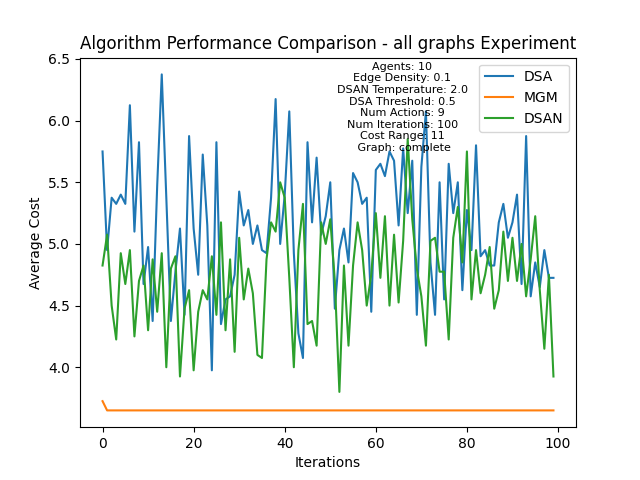 Algorithm Performance Comparison - all graphs Experiment
Agents: 10
Edge Density: 0.1
DSAN Temperature: 2.0
DSA Threshold: 0.5
Num Actions: 9
Num Iterations: 100
Cost Range: 11
Graph: complete
DSA
MGM
DSAN
Average Cost
6.5
6.0
5.5
5.0
4.5
4.0
0
20
40
60
80
100
Iterations